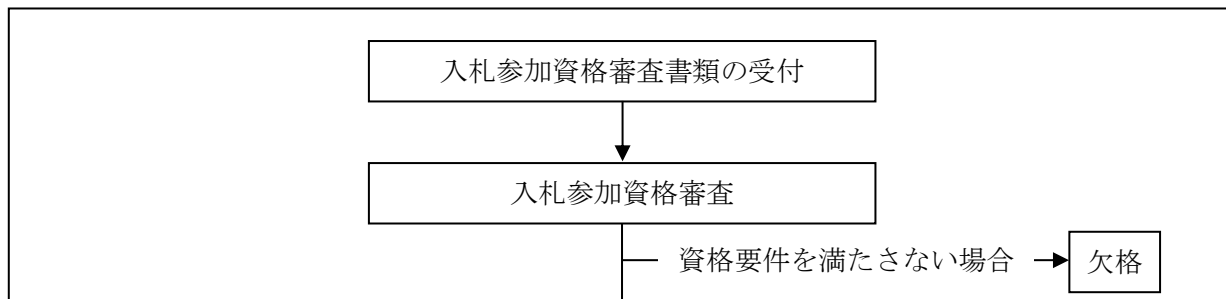 入札参加資格審査書類の受付
入札参加資格審査
資格要件を満たさない場合
欠格